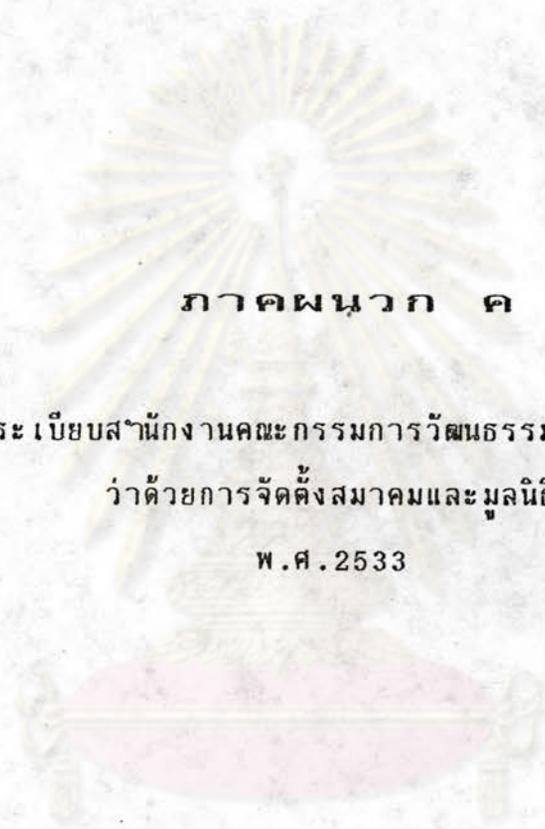 ภาคผนวก ค
ระเบียบสำนักงานคณะกรรมการวัฒนธรรม
ว่าด้วยการจัดตั้งสมาคมและมูลนิธิ
พ.ศ.2533